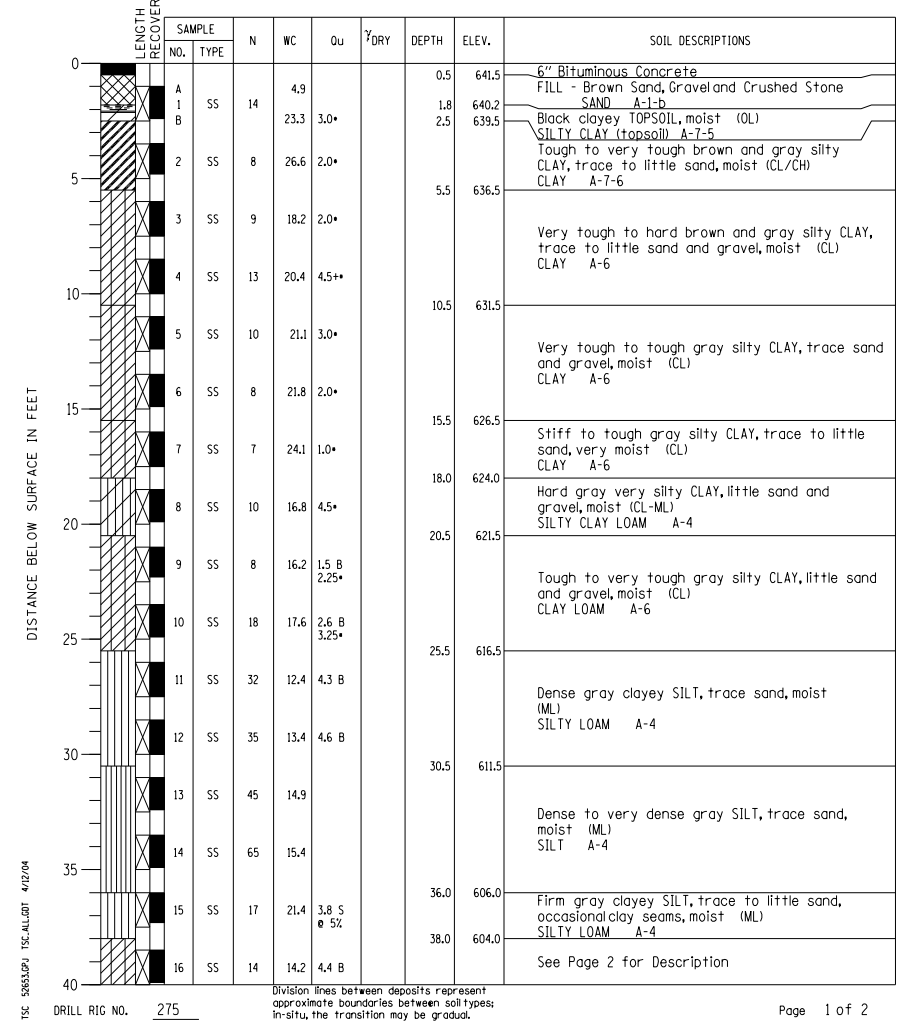 LENGTH
RECOVERY
SAMPLE
NO. TYPE N WC Qu γDRY DEPTH ELEV. SOIL DESCRIPTIONS
0
0.5 641.5 6" Bituminous Concrete
FILL - Brown Sand, Gravel and Crushed Stone
A 4.9
1 SS 14
1.8 640.2 SAND A-1-b
B 23.3 3.0*
2.5 639.5 Black clayey TOPSOIL, moist (OL)
SILTY CLAY (topsoil) A-7-5
Tough to very tough brown and gray silty
2 SS 8 26.6 2.0*
CLAY, trace to little sand, moist (CL/CH)
CLAY A-7-6
5
5.5 636.5
3 SS 9 18.2 2.0*
Very tough to hard brown and gray silty CLAY,
trace to little sand and gravel, moist (CL)
CLAY A-6
4 SS 13 20.4 4.5+*
10
10.5 631.5
5 SS 10 21.1 3.0*
Very tough to tough gray silty CLAY, trace sand
and gravel, moist (CL)
CLAY A-6
6 SS 8 21.8 2.0*
15
15.5 626.5
Stiff to tough gray silty CLAY, trace to little
7 SS 7 24.1 1.0*
sand, very moist (CL)
CLAY A-6
18.0 624.0
Hard gray very silty CLAY, little sand and
8 SS 10 16.8 4.5*
gravel, moist (CL-ML)
SILTY CLAY LOAM A-4
20
20.5 621.5
9 SS 8 16.2 1.5 B
2.25*
Tough to very tough gray silty CLAY, little sand
and gravel, moist (CL)
CLAY LOAM A-6
10 SS 18 17.6 2.6 B
3.25*
25
25.5 616.5
11 SS 32 12.4 4.3 B
Dense gray clayey SILT, trace sand, moist
(ML)
SILTY LOAM A-4
12 SS 35 13.4 4.6 B
30
30.5 611.5
13 SS 45 14.9
Dense to very dense gray SILT, trace sand,
moist (ML)
SILT A-4
14 SS 65 15.4
35
36.0 606.0
Firm gray clayey SILT, trace to little sand,
15 SS 17 21.4 3.8 S
@ 5%
occasional clay seams, moist (ML)
SILTY LOAM A-4
38.0 604.0
16 SS 14 14.2 4.4 B
See Page 2 for Description
40
DISTANCE BELOW SURFACE IN FEET
TSC 52653.GPJ TSC_ALL.GDT 4/12/04
DRILL RIG NO. 275
Division lines between deposits represent
approximate boundaries between soil types;
in-situ, the transition may be gradual.
Page 1 of 2